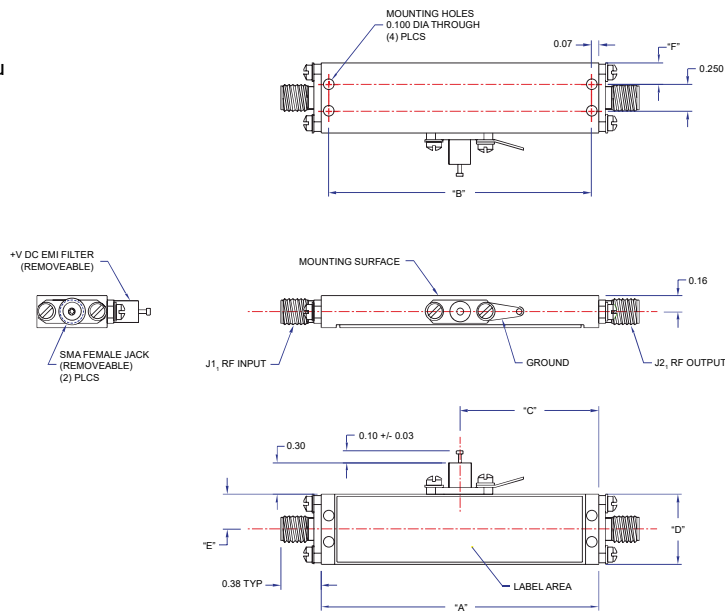 MOUNTING HOLES
0.100 DIA THROUGH
(4) PLCS
0.07
"F"
0.250
"B"
+V DC EMI FILTER
(REMOVEABLE)
MOUNTING SURFACE
0.16
SMA FEMALE JACK
(REMOVEABLE)
(2) PLCS
J1, RF INPUT
GROUND
J2, RF OUTPUT
"C"
0.10 +/- 0.03
0.30
"E"
"D"
0.38 TYP
LABEL AREA
"A"